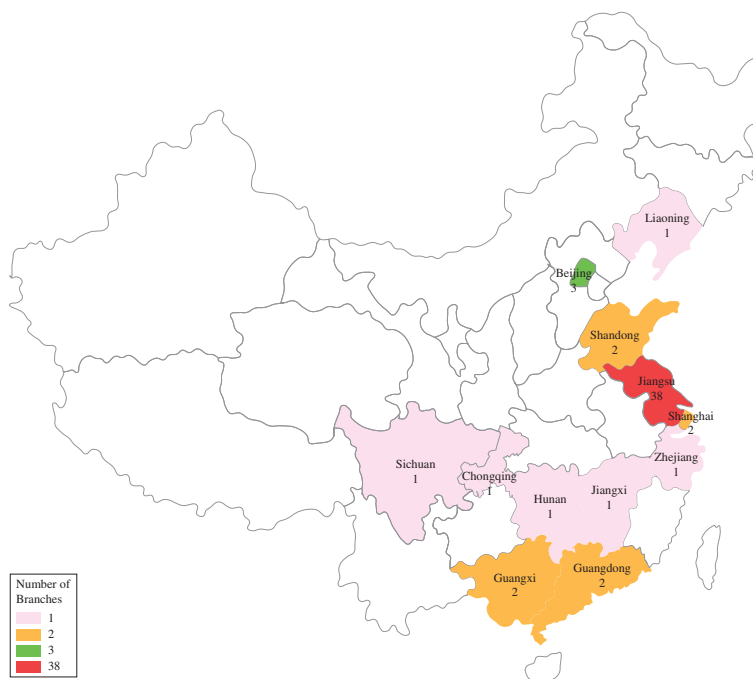 Liaoning
1
Beijing
3
Shandong
2
Jiangsu
38
Shanghai
2
Zhejiang
1
Sichuan
1
Chongqing
1
Hunan
1
Jiangxi
1
Guangxi
2
Guangdong
2
Number of
Branches
1
2
3
38